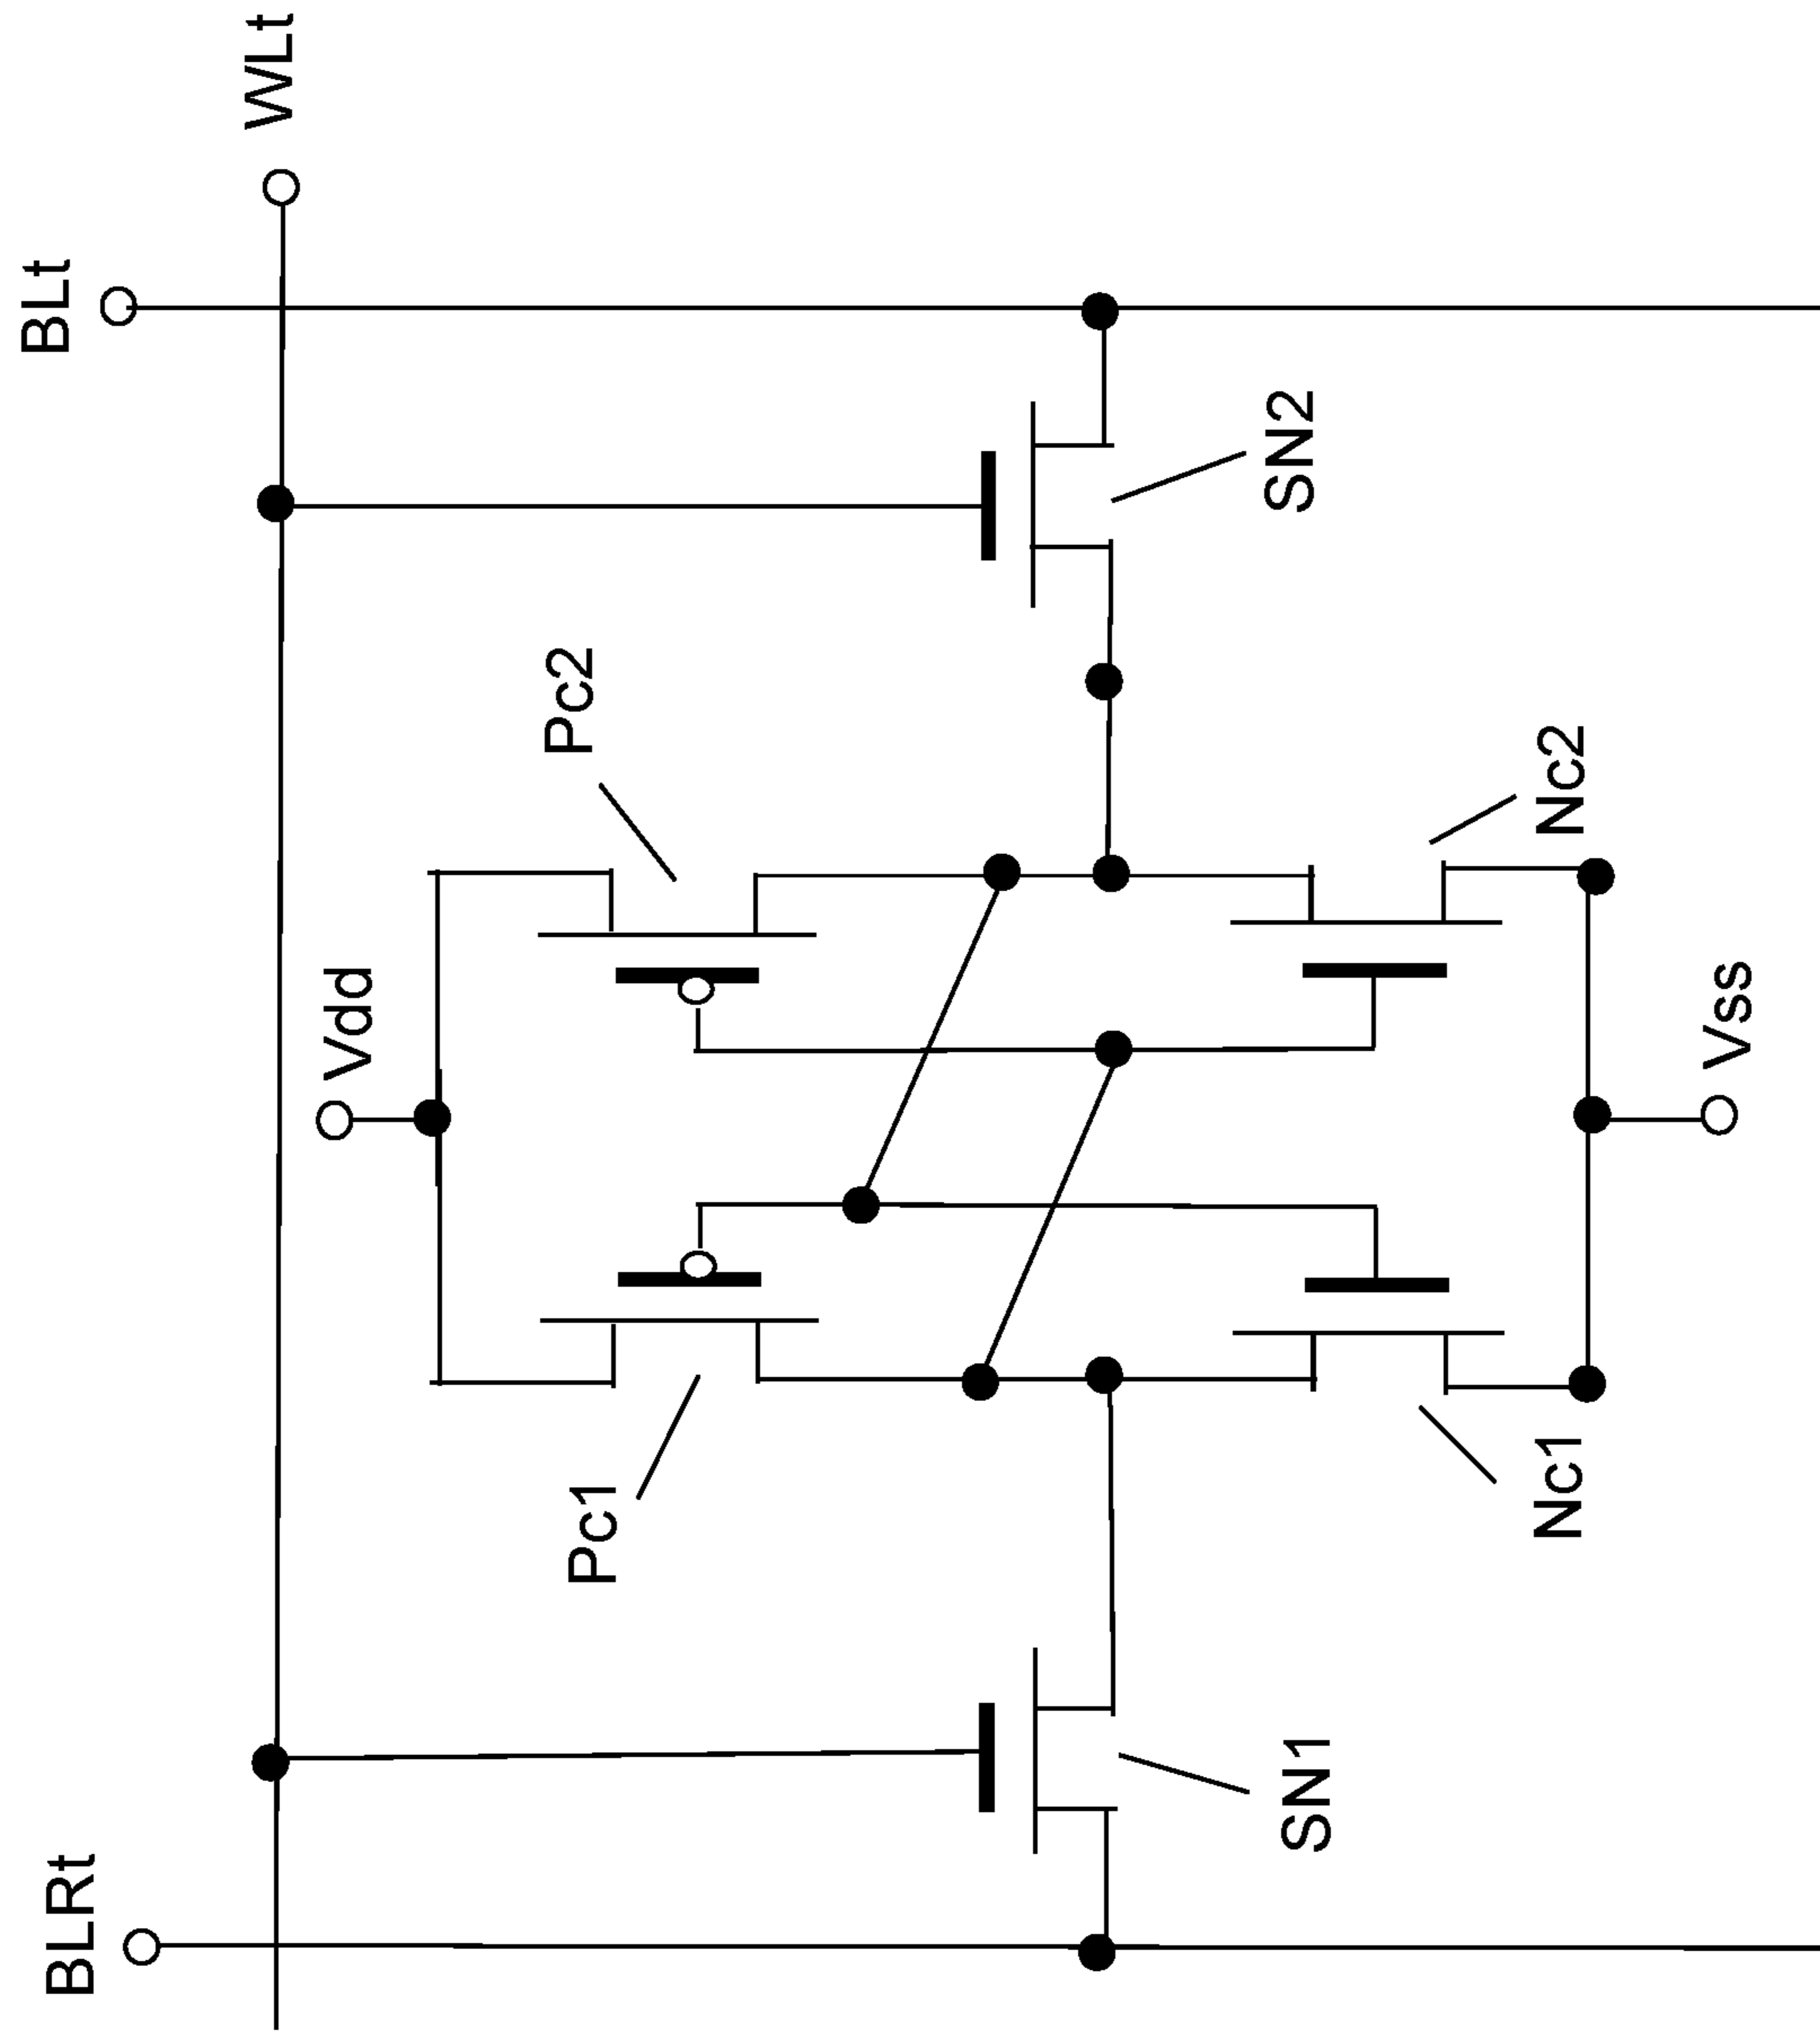 BLRt
BLt
WLt
Vdd
Pc1
Pc2
SN1
SN2
Nc1
Nc2
Vss